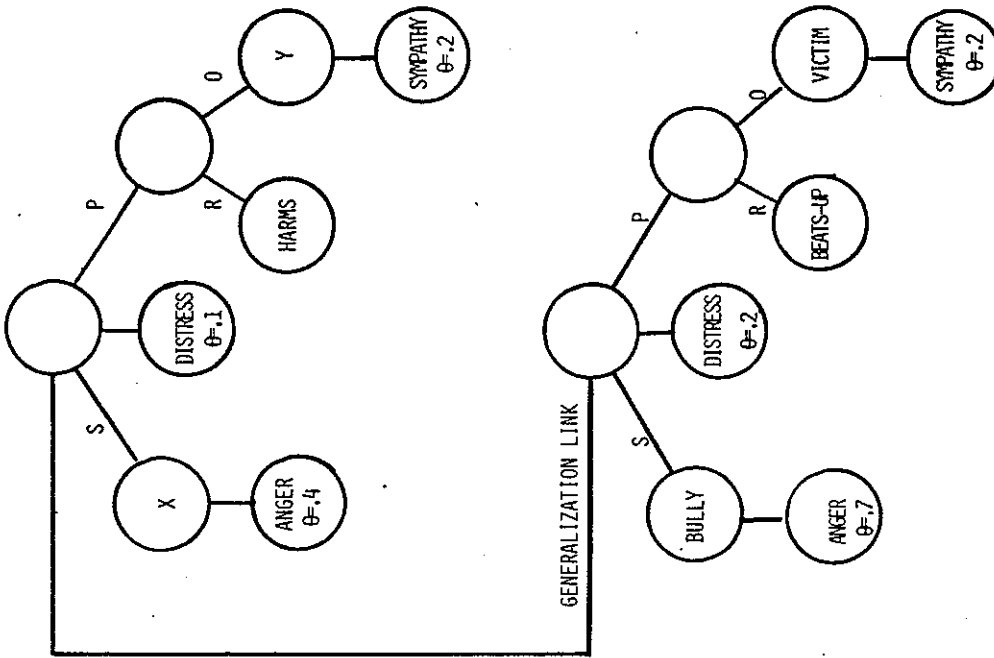 S
P
X
DISTRESS
θ=.1
R
O
ANGER
θ=.4
HARMS
Y
SYMPATHY
θ=.2
GENERALIZATION LINK
S
P
BULLY
DISTRESS
θ=.2
R
O
ANGER
θ=.7
BEATS-UP
VICTIM
SYMPATHY
θ=.2